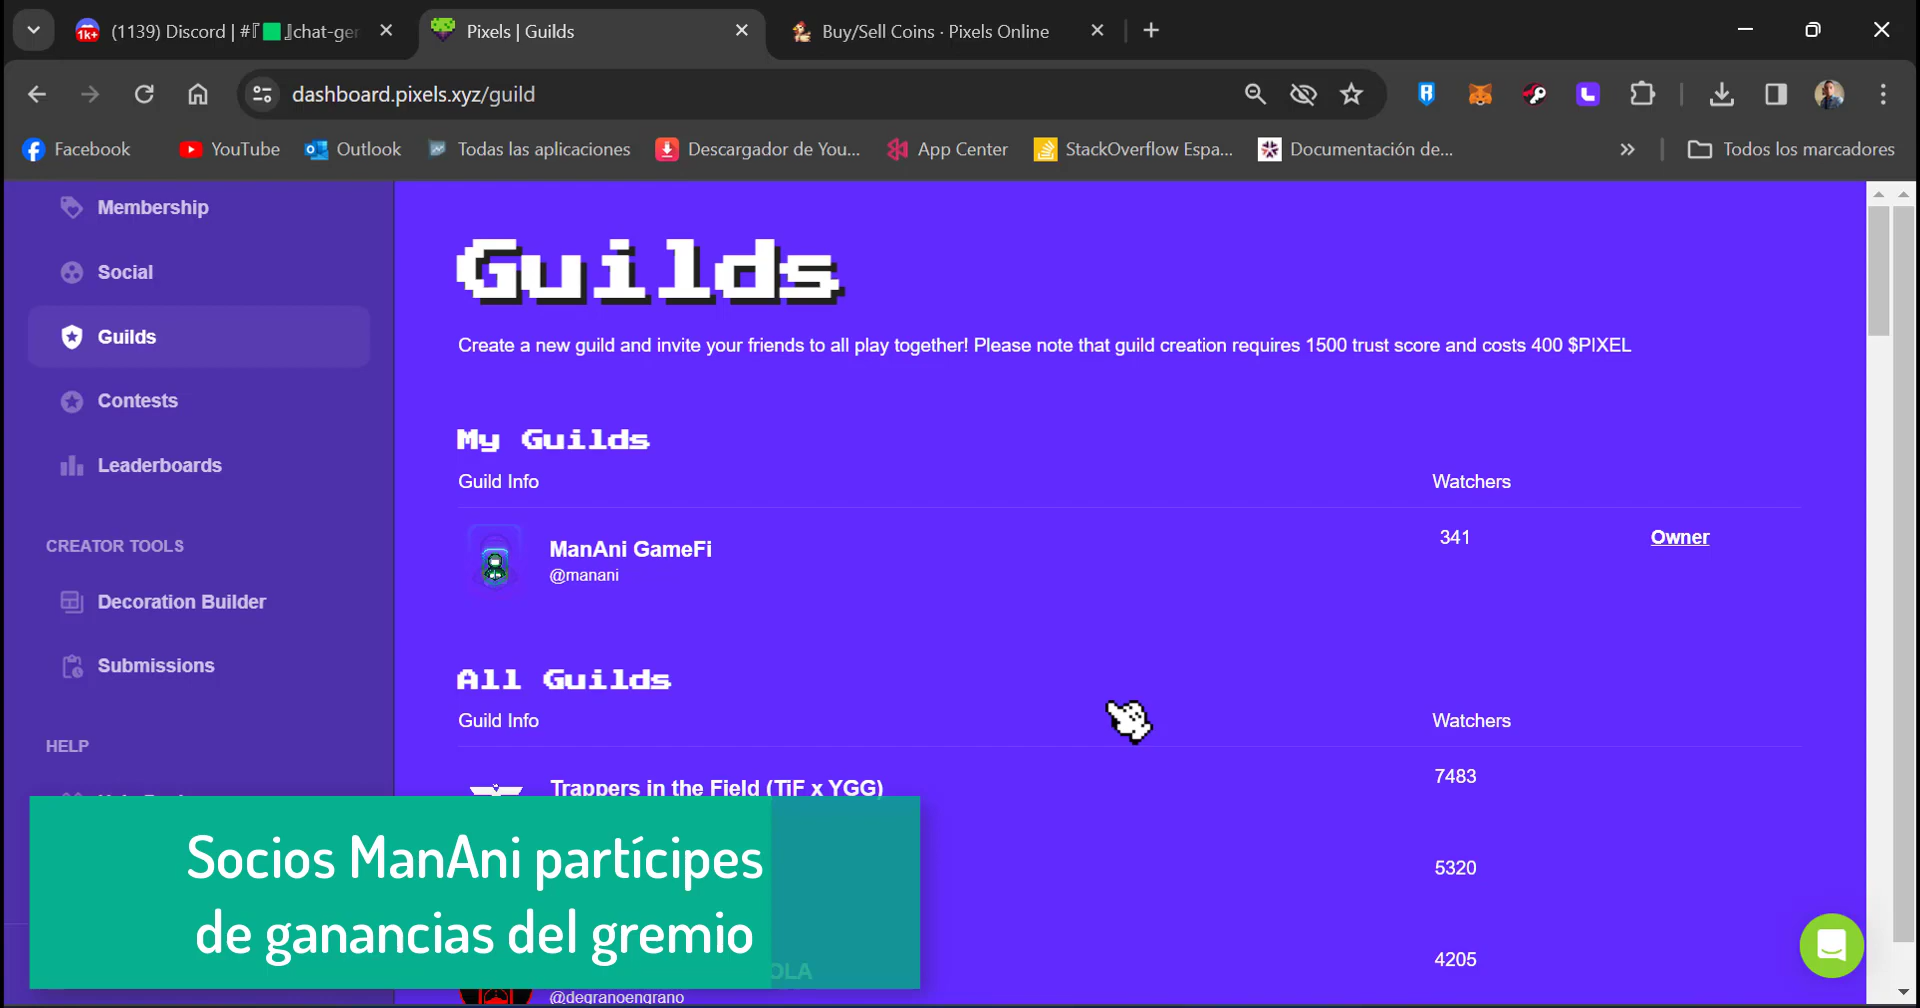 (1139) Discord | #『🟩』chat-ger
Pixels | Guilds
Buy/Sell Coins · Pixels Online
dashboard.pixels.xyz/guild
Facebook
YouTube
Outlook
Todas las aplicaciones
Descargador de You...
App Center
StackOverflow Espa...
Documentación de...
»
Todos los marcadores
Membership
Social
Guilds
Contests
Leaderboards
CREATOR TOOLS
Decoration Builder
Submissions
HELP
Guilds
Create a new guild and invite your friends to all play together! Please note that guild creation requires 1500 trust score and costs 400 $PIXEL
My Guilds
Guild Info
Watchers
ManAni GameFi
@manani
341
Owner
All Guilds
Guild Info
Watchers
Trappers in the Field (TiF x YGG)
7483
5320
OLA
@degranoengrano
4205
Socios ManAni partícipes
de ganancias del gremio